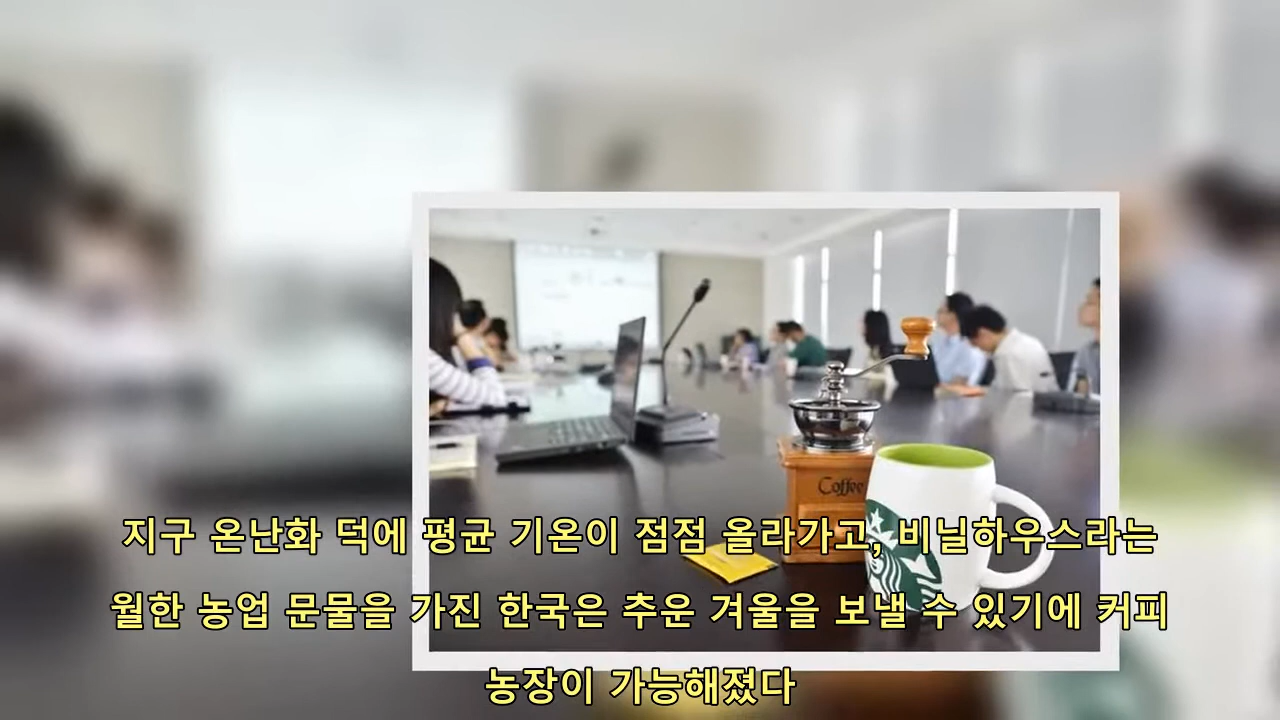 Coffee
지구 온난화 덕에 평균 기온이 점점 올라가고, 비닐하우스라는
월한 농업 문물을 가진 한국은 추운 겨울을 보낼 수 있기에 커피
농장이 가능해졌다